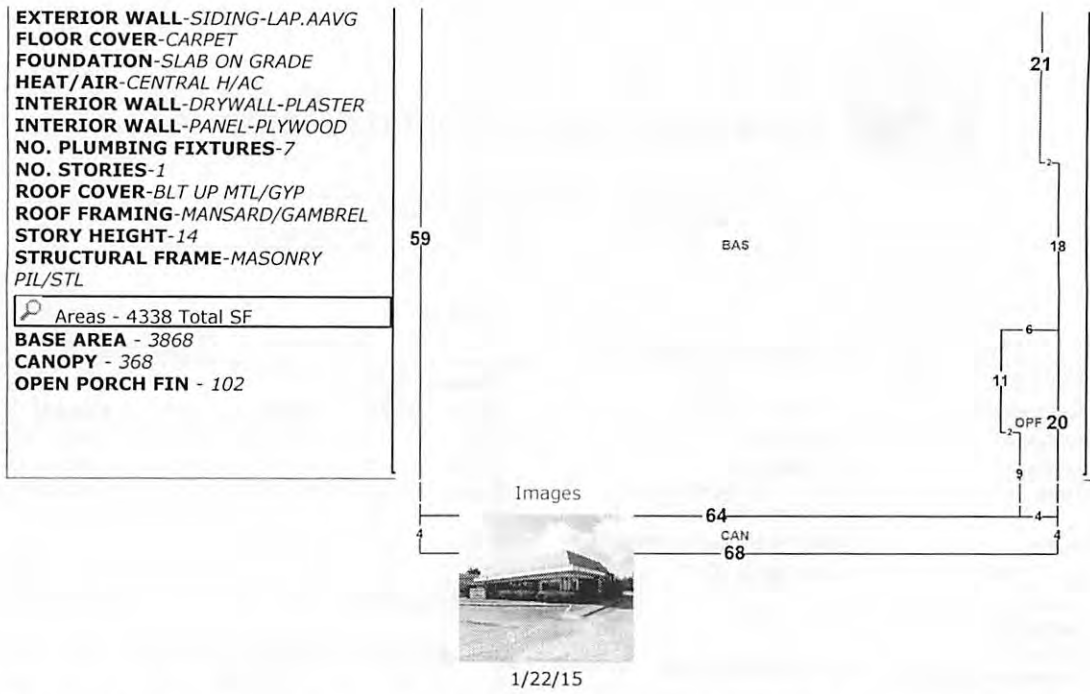 EXTERIOR WALL-SIDING-LAP.AAVG
FLOOR COVER-CARPET
FOUNDATION-SLAB ON GRADE
HEAT/AIR-CENTRAL H/AC
INTERIOR WALL-DRYWALL-PLASTER
INTERIOR WALL-PANEL-PLYWOOD
NO. PLUMBING FIXTURES-7
NO. STORIES-1
ROOF COVER-BLT UP MTL/GYP
ROOF FRAMING-MANSARD/GAMBREL
STORY HEIGHT-14
STRUCTURAL FRAME-MASONRY
PIL/STL
Areas - 4338 Total SF
BASE AREA - 3868
CANOPY - 368
OPEN PORCH FIN - 102
21
2
59
BAS
18
6
11
OPF 20
2
9
Images
64
4
4
CAN
4
68
1/22/15